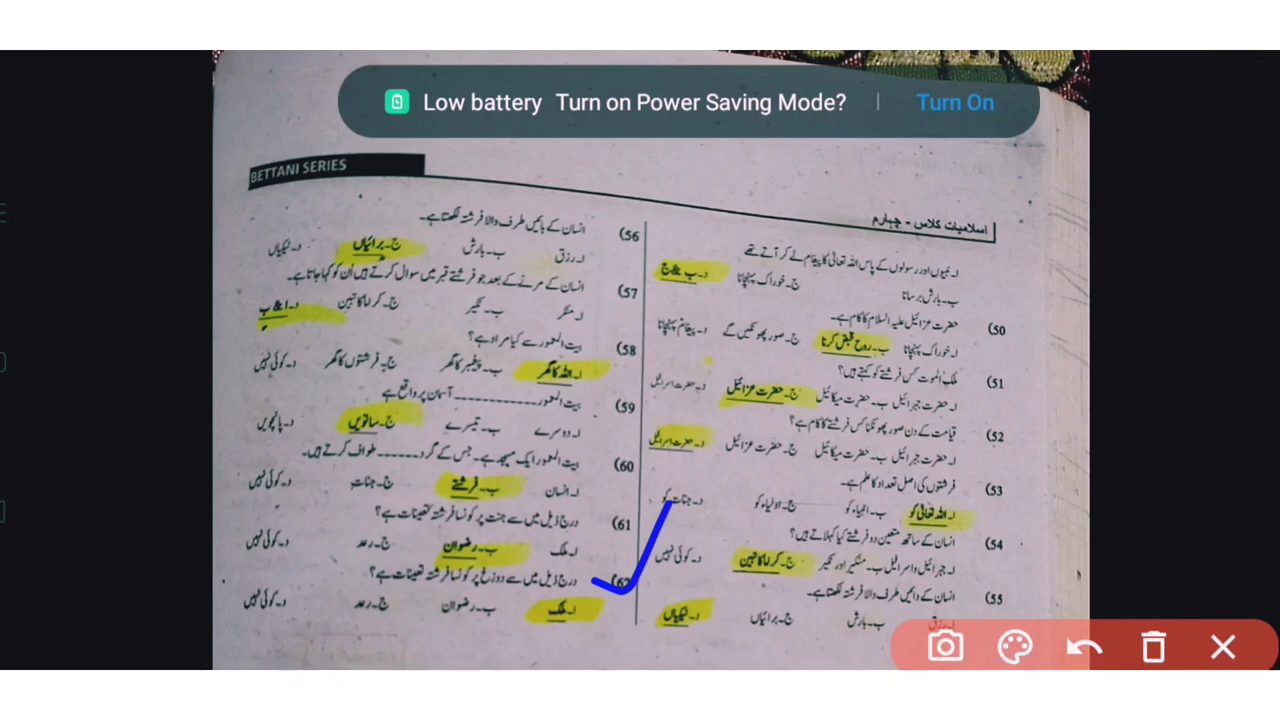 Low battery Turn on Power Saving Mode? Turn On
BETTANI SERIES
اسلامیات کلاس - چہارم
ا۔ نبیوں اور رسولوں کے پاس اللہ تعالیٰ کا پیغام لے کر آتے تھے
ب۔ بارش برسانا ج۔ خوراک پہنچانا د۔ ب & ج
50) حضرت عزائیل علیہ السلام کا کام ہے۔
ا۔ خوراک پہنچانا ب۔ روح قبض کرنا ج۔ صور پھونکیں گے د۔ پیغام پہنچانا
51) ملک الموت کس فرشتے کو کہتے ہیں؟
ا۔ حضرت جبرائیل ب۔ حضرت میکائیل ج۔ حضرت عزائیل د۔ حضرت اسرافیل
52) قیامت کے دن صور پھونکنا کس فرشتے کا کام ہے؟
ا۔ حضرت جبرائیل ب۔ حضرت میکائیل ج۔ حضرت عزائیل د۔ حضرت اسرافیل
53) فرشتوں کی اصل تعداد کا علم ہے۔
ا۔ اللہ تعالیٰ کو ب۔ انبیاء کو ج۔ اولیاء کو د۔ جنات کو
54) انسان کے ساتھ متعین دو فرشتے کیا کہلاتے ہیں؟
ا۔ جبرائیل و اسرافیل ب۔ منکیر اور نکیر ج۔ کراما کاتبین د۔ کوئی نہیں
55) انسان کے دائیں طرف والا فرشتہ لکھتا ہے۔
ا۔ رزق ب۔ بارش ج۔ برائیاں د۔ نیکیاں
56) انسان کے بائیں طرف والا فرشتہ لکھتا ہے۔
ا۔ رزق ب۔ بارش ج۔ برائیاں د۔ نیکیاں
57) انسان کے مرنے کے بعد جو فرشتے قبر میں سوال کرتے ہیں اُن کو کہا جاتا ہے۔
ا۔ منکر ب۔ نکیر ج۔ کراما کاتبین د۔ ا & ب
58) بیت المعمور سے کیا مراد ہے؟
ا۔ اللہ کا گھر ب۔ پیغمبر کا گھر ج۔ فرشتوں کا گھر د۔ کوئی نہیں
59) بیت المعمور ـــــــــــ آسمان پر واقع ہے
ا۔ دوسرے ب۔ تیسرے ج۔ ساتویں د۔ پانچویں
60) بیت المعمور ایک مسجد ہے۔ جس کے گرد ـــــــ طواف کرتے ہیں۔
ا۔ انسان ب۔ فرشتے ج۔ جنات د۔ کوئی نہیں
61) درج ذیل میں سے جنت پر کونسا فرشتہ تعینات ہے؟
ا۔ ملک ب۔ رضوان ج۔ رعد د۔ کوئی نہیں
62) درج ذیل میں سے دوزخ پر کونسا فرشتہ تعینات ہے؟
ا۔ ملک ب۔ رضوان ج۔ رعد د۔ کوئی نہیں